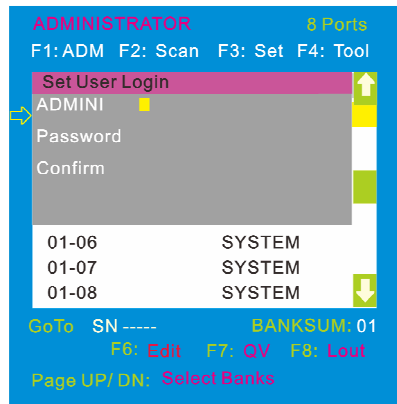 ADMINISTRATOR 8 Ports
F1: ADM F2: Scan F3: Set F4: Tool
Set User Login
ADMINI
Password
Confirm
01-06 SYSTEM
01-07 SYSTEM
01-08 SYSTEM
GoTo SN ----- BANKSUM: 01
F6: Edit F7: QV F8: Lout
Page UP/ DN: Select Banks